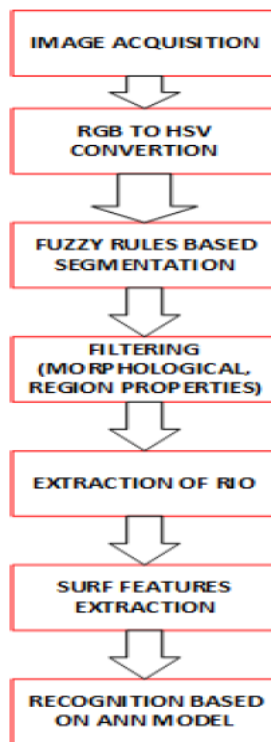 IMAGE ACQUISITION
RGB TO HSV
CONVERTION
FUZZY RULES BASED
SEGMENTATION
FILTERING
(MORPHOLOGICAL,
REGION PROPERTIES)
EXTRACTION OF RIO
SURF FEATURES
EXTRACTION
RECOGNITION BASED
ON ANN MODEL